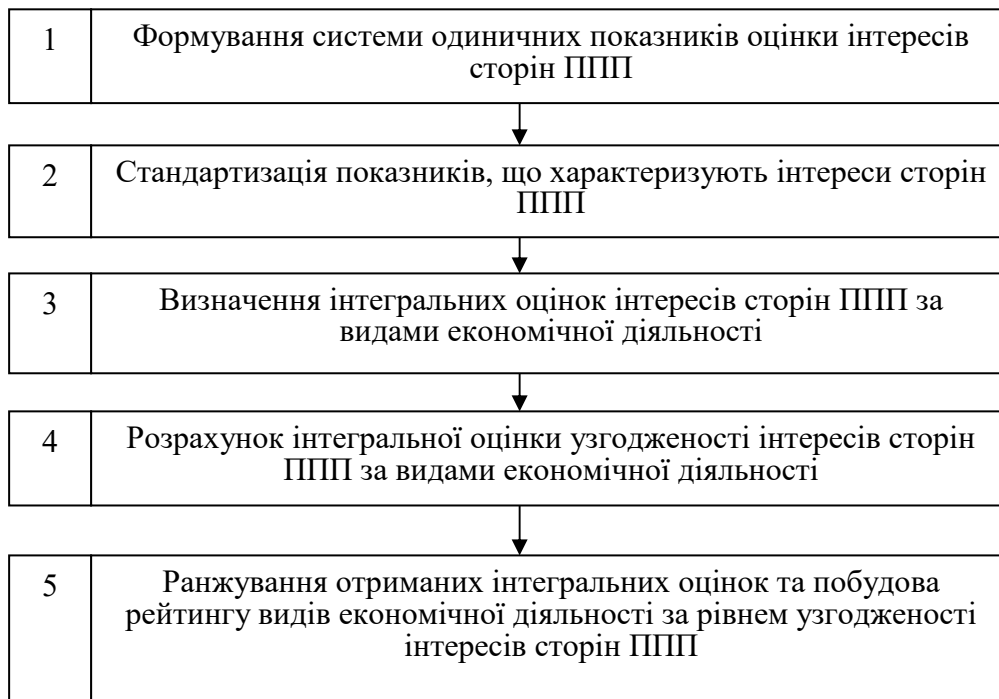 1
Формування системи одиничних показників оцінки інтересів
сторін ППП
2
Стандартизація показників, що характеризують інтереси сторін
ППП
3
Визначення інтегральних оцінок інтересів сторін ППП за
видами економічної діяльності
4
Розрахунок інтегральної оцінки узгодженості інтересів сторін
ППП за видами економічної діяльності
5
Ранжування отриманих інтегральних оцінок та побудова
рейтингу видів економічної діяльності за рівнем узгодженості
інтересів сторін ППП